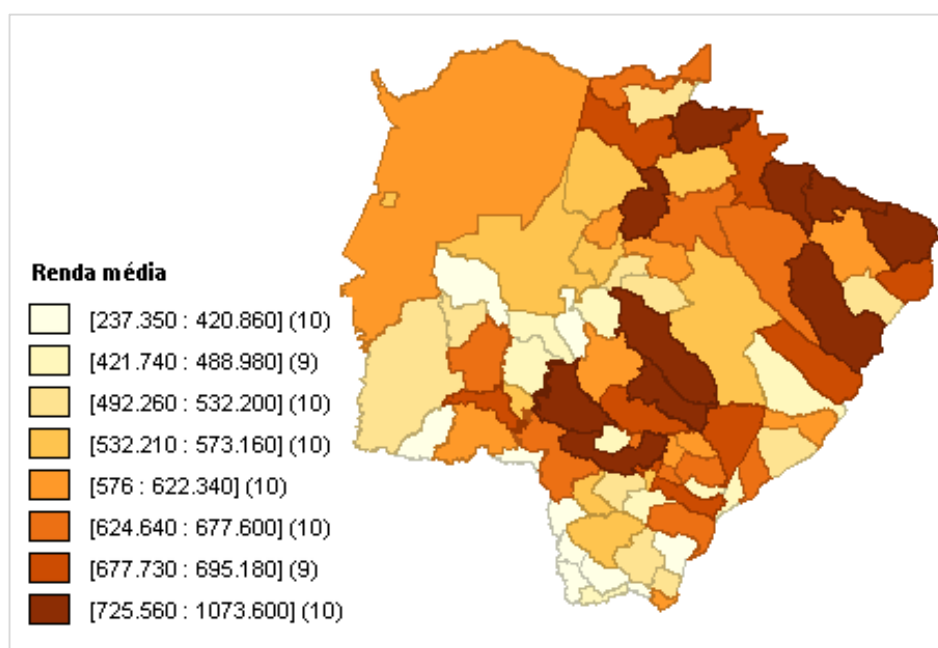 Renda média
[237.350 : 420.860] (10)
[421.740 : 488.980] (9)
[492.260 : 532.200] (10)
[532.210 : 573.160] (10)
[576 : 622.340] (10)
[624.640 : 677.600] (10)
[677.730 : 695.180] (9)
[725.560 : 1073.600] (10)